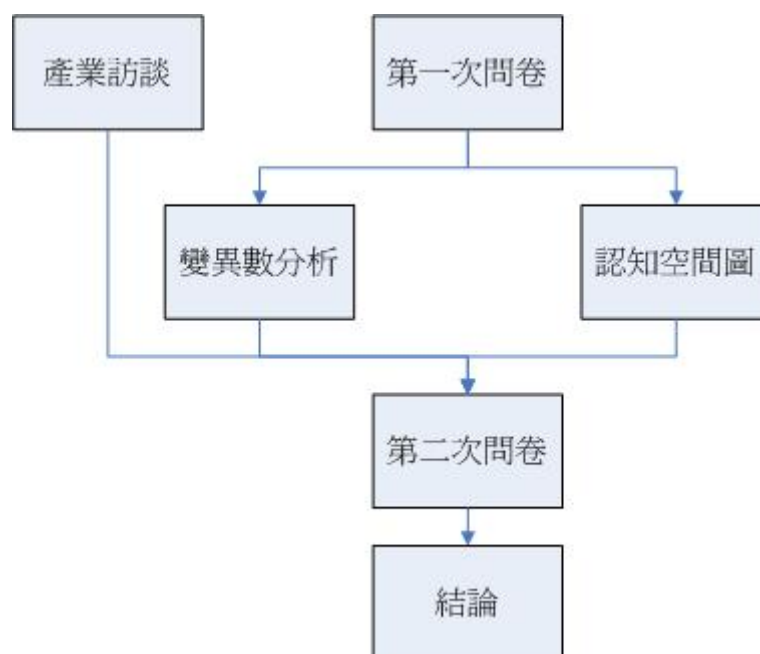 產業訪談
第一次問卷
變異數分析
認知空間圖
第二次問卷
結論